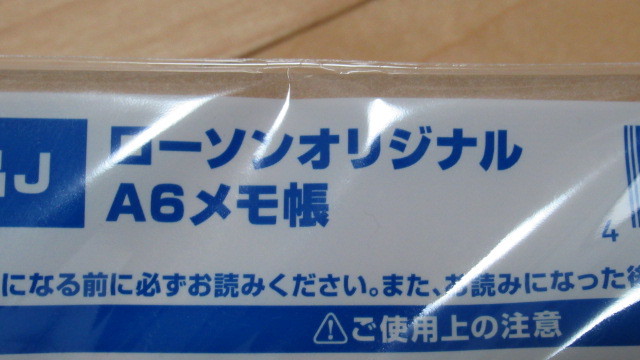 ローソンオリジナル
A6メモ帳
J
4
になる前に必ずお読みください。また、お読みになった後
⚠ご使用上の注意